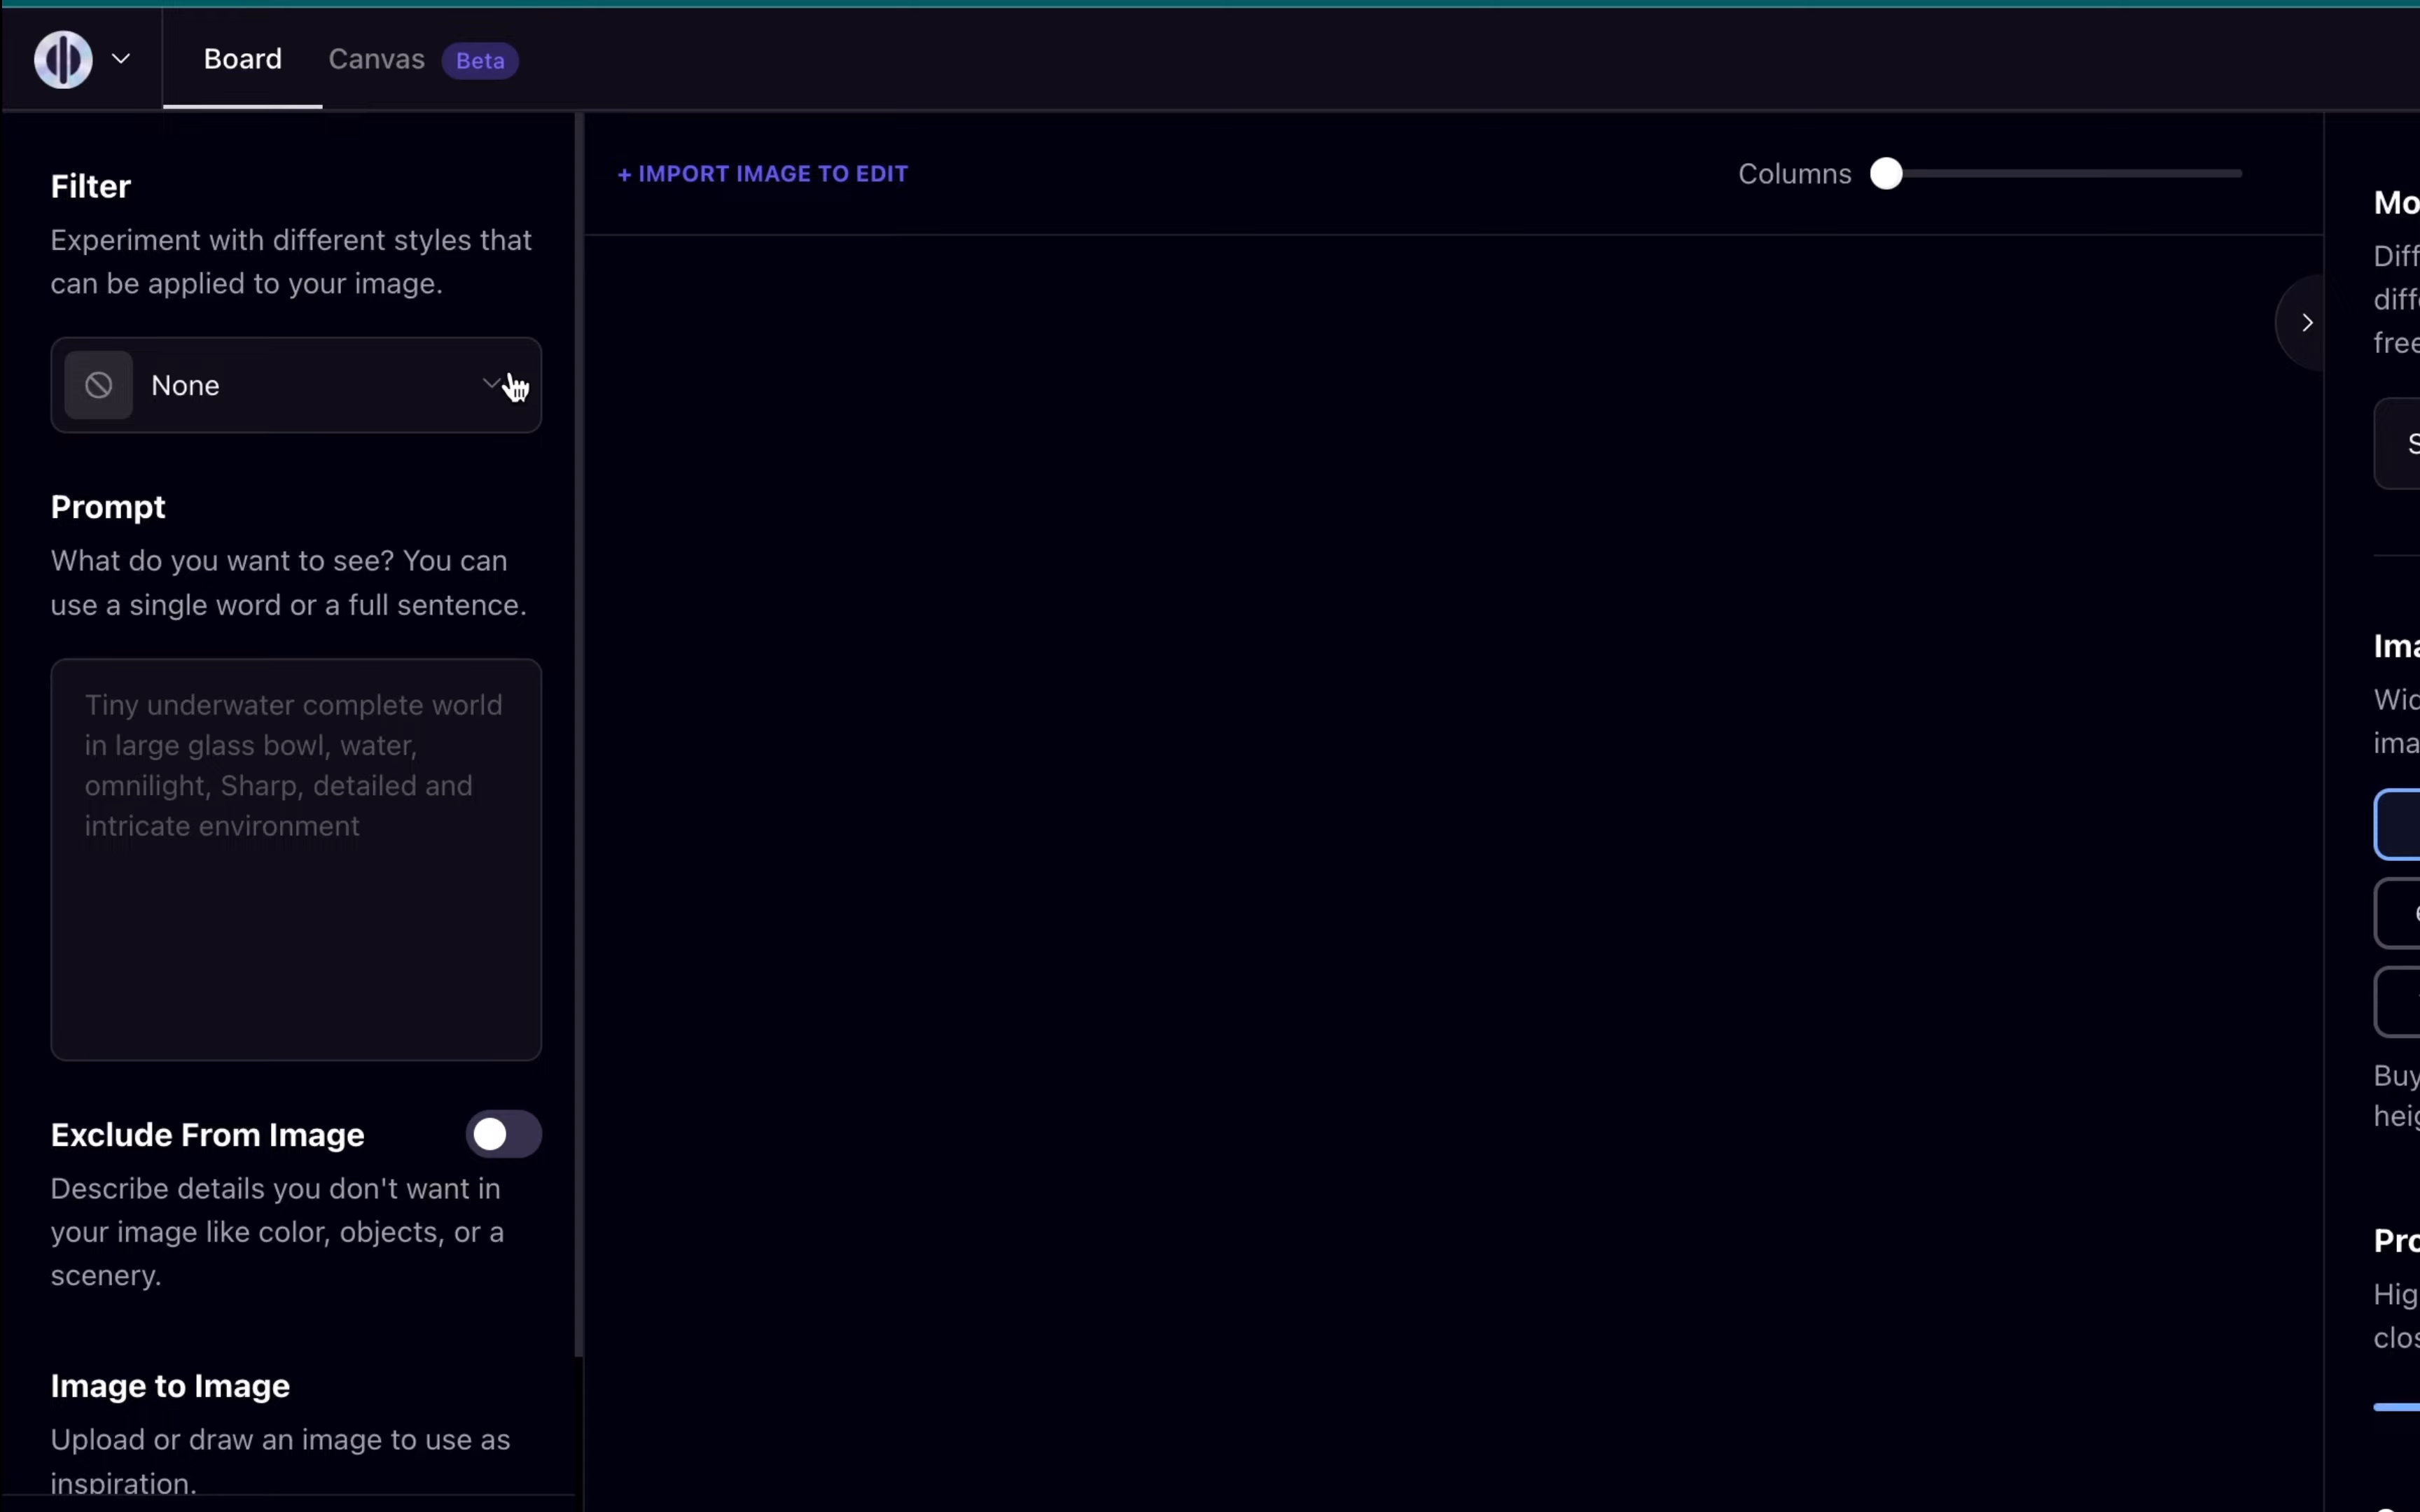 Board
Canvas
Beta
Filter
Experiment with different styles that
can be applied to your image.
None
Prompt
What do you want to see? You can
use a single word or a full sentence.
Tiny underwater complete world
in large glass bowl, water,
omnilight, Sharp, detailed and
intricate environment
Exclude From Image
Describe details you don't want in
your image like color, objects, or a
scenery.
Image to Image
Upload or draw an image to use as
inspiration.
+ IMPORT IMAGE TO EDIT
Columns
Mo
Diff
diff
free
S
Ima
Wid
ima
Buy
heig
Pro
Hig
clos